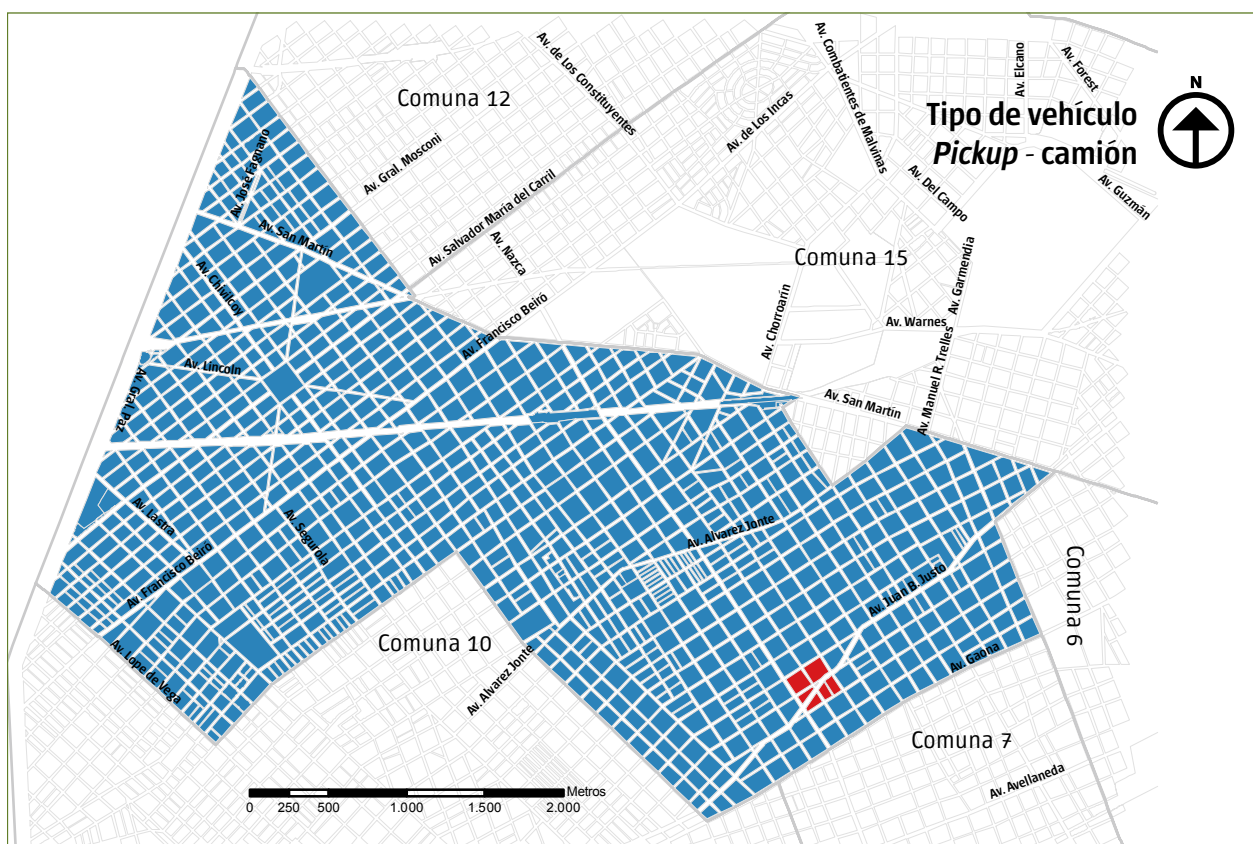 Tipo de vehículo
Pickup - camión
N
Comuna 12
Av. de Los Constituyentes
Av. Combatientes de Malvinas
Av. Elcano
Av. Forest
Av. de Los Incas
Av. Gral. Mosconi
Av. José Fagnano
Av. Salvador María del Carril
Av. Del Campo
Av. Guzmán
Av. San Martín
Av. Nazca
Comuna 15
Av. Garmendia
Av. Chivilcoy
Av. Francisco Beiró
Av. Chorroarín
Av. Warnes
Av. Lincoln
Av. Gral. Paz
Av. Manuel R. Trelles
Av. San Martín
Av. Lastra
Av. Segurola
Av. Alvarez Jonte
Av. Francisco Beiró
Av. Juan B. Justo
Comuna 6
Comuna 10
Av. Lope de Vega
Av. Alvarez Jonte
Av. Gaona
Comuna 7
Av. Avellaneda
Metros
0 250 500 1.000 1.500 2.000